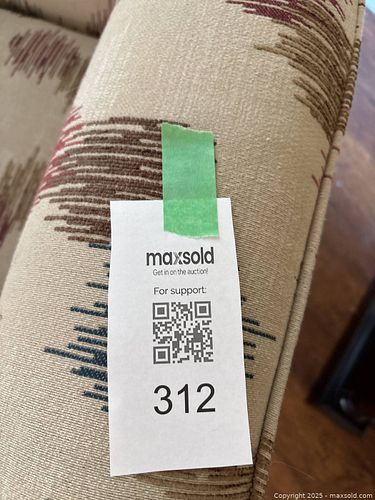 maxsold
Get in on the auction!
For support:
312
Copyright 2025 - maxsold.com